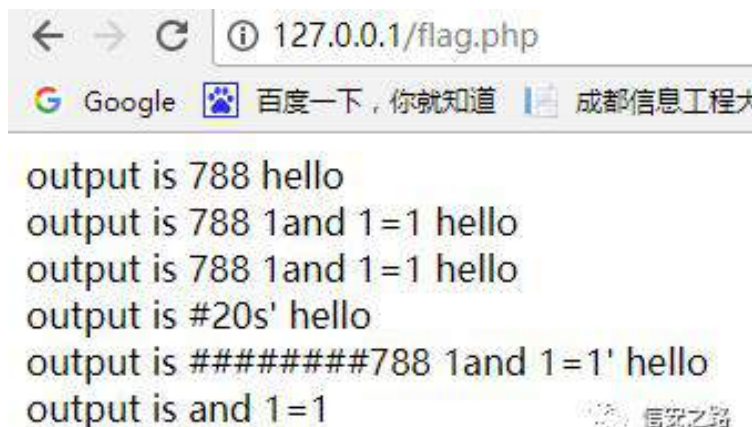 127.0.0.1/flag.php
Google 百度一下，你就知道 成都信息工程大
output is 788 hello
output is 788 1and 1=1 hello
output is 788 1and 1=1 hello
output is #20s' hello
output is ########788 1and 1=1' hello
output is and 1=1
信安之路